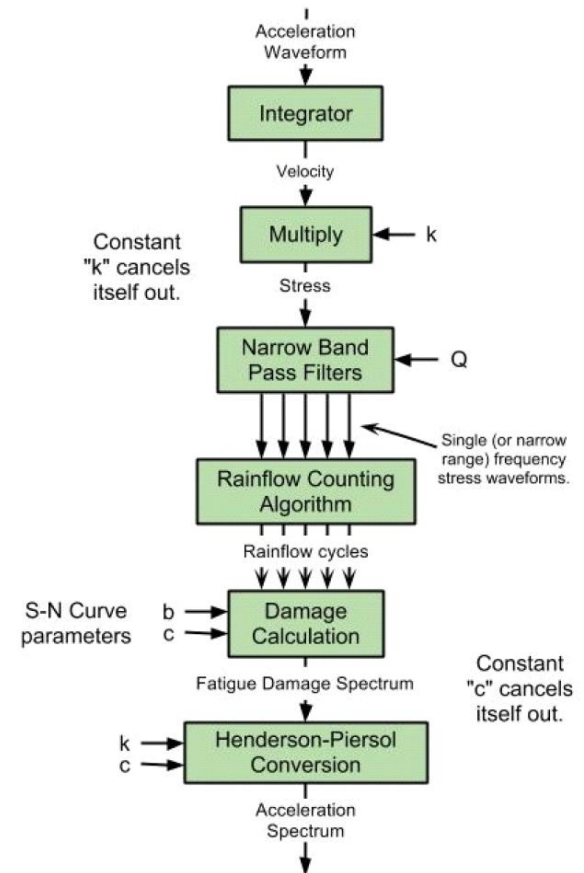 Acceleration
Waveform
Integrator
Velocity
Constant
"k" cancels
itself out.
Multiply
k
Stress
Narrow Band
Pass Filters
Q
Single (or narrow
range) frequency
stress waveforms.
Rainflow Counting
Algorithm
Rainflow cycles
S-N Curve
parameters
b
c
Damage
Calculation
Fatigue Damage Spectrum
Constant
"c" cancels
itself out.
k
c
Henderson-Piersol
Conversion
Acceleration
Spectrum